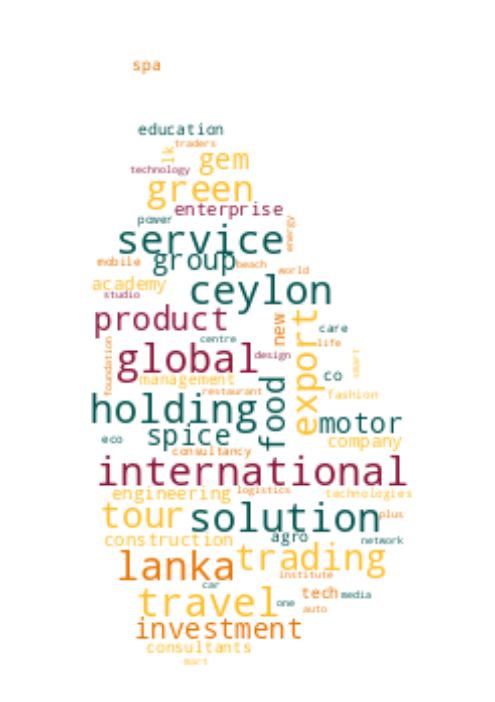 spa
education
traders
lk
gem
technology
green
enterprise
power
service
energy
group
mobile
beach
world
academy
ceylon
studio
product
export
new
care
centre
life
global
design
smart
foundation
management
co
food
restaurant
fashion
holding
motor
spice
eco
company
consultancy
international
engineering
logistics
technologies
tour
solution
plus
agro
construction
network
trading
lanka
institute
car
travel
tech
media
one
auto
investment
consultants
mart